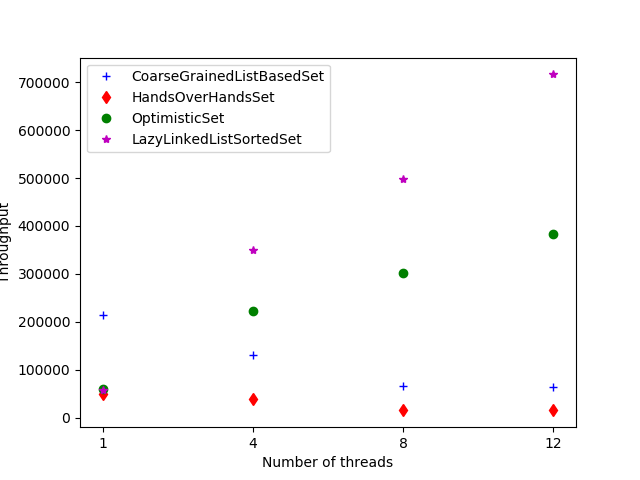 700000
600000
500000
400000
300000
200000
100000
0
CoarseGrainedListBasedSet
HandsOverHandsSet
OptimisticSet
LazyLinkedListSortedSet
Throughput
1 4 8 12
Number of threads